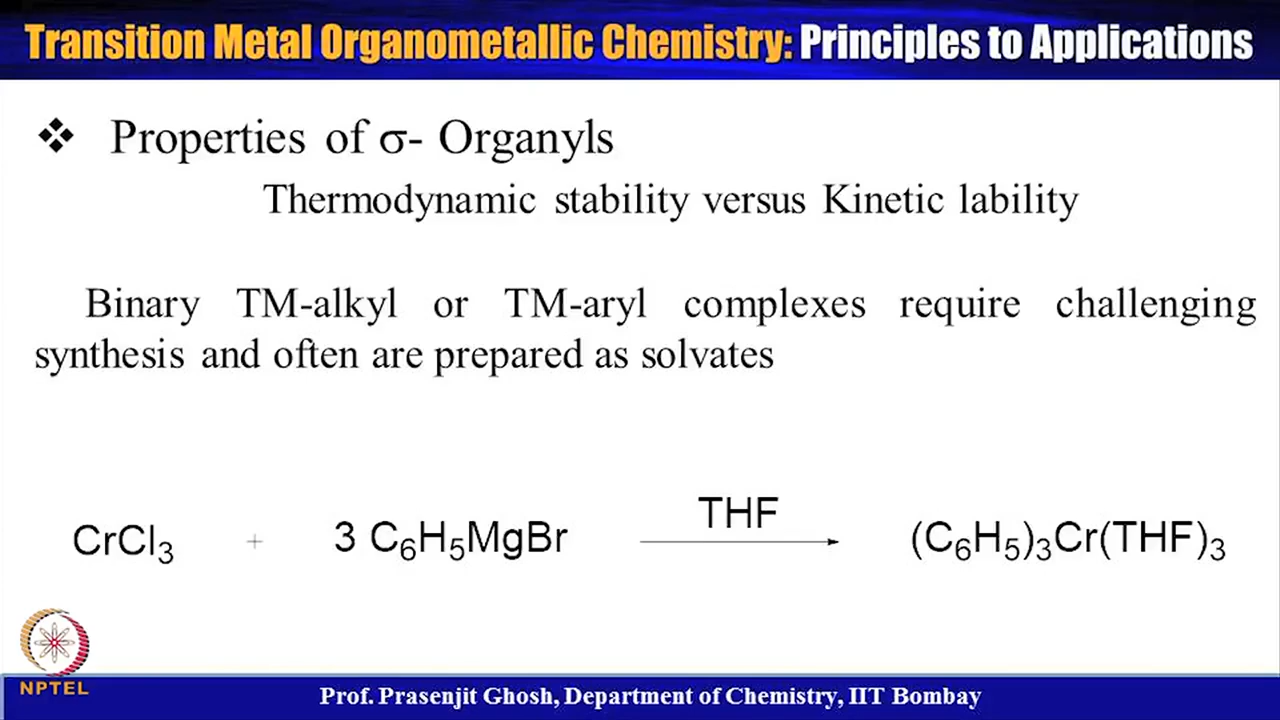 Transition Metal Organometallic Chemistry: Principles to Applications
❖ Properties of σ- Organyls
Thermodynamic stability versus Kinetic lability
Binary TM-alkyl or TM-aryl complexes require challenging
synthesis and often are prepared as solvates
THF
CrCl₃ + 3 C₆H₅MgBr → (C₆H₅)₃Cr(THF)₃
NPTEL
Prof. Prasenjit Ghosh, Department of Chemistry, IIT Bombay